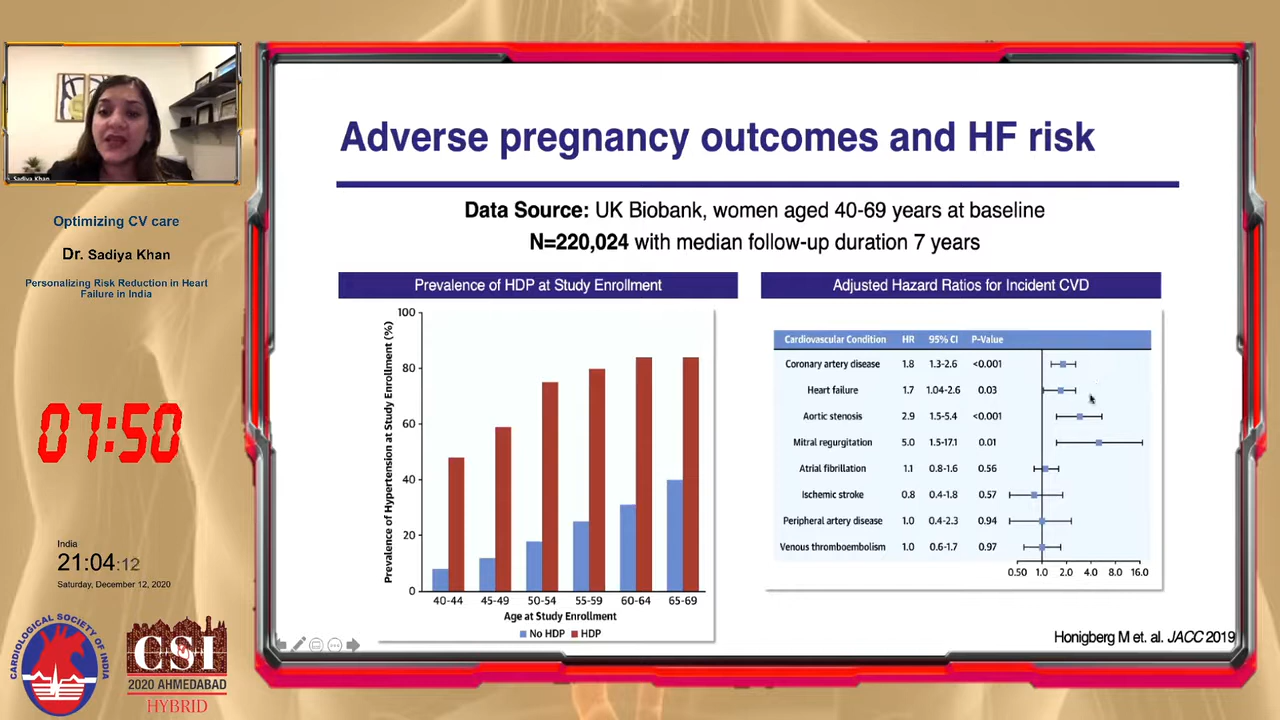 Sadiya Khan
Optimizing CV care
Dr. Sadiya Khan
Personalizing Risk Reduction in Heart
Failure in India
07:50
India
21:04:12
Saturday, December 12, 2020
CARDIOLOGICAL SOCIETY OF INDIA
CSI
2020 AHMEDABAD
HYBRID
Adverse pregnancy outcomes and HF risk
Data Source: UK Biobank, women aged 40-69 years at baseline
N=220,024 with median follow-up duration 7 years
Prevalence of HDP at Study Enrollment
Prevalence of Hypertension at Study Enrollment (%)
100
80
60
40
20
0
40-44 45-49 50-54 55-59 60-64 65-69
Age at Study Enrollment
No HDP HDP
Adjusted Hazard Ratios for Incident CVD
Cardiovascular Condition HR 95% CI P-Value
Coronary artery disease 1.8 1.3-2.6 <0.001
Heart failure 1.7 1.04-2.6 0.03
Aortic stenosis 2.9 1.5-5.4 <0.001
Mitral regurgitation 5.0 1.5-17.1 0.01
Atrial fibrillation 1.1 0.8-1.6 0.56
Ischemic stroke 0.8 0.4-1.8 0.57
Peripheral artery disease 1.0 0.4-2.3 0.94
Venous thromboembolism 1.0 0.6-1.7 0.97
0.50 1.0 2.0 4.0 8.0 16.0
Honigberg M et. al. JACC 2019